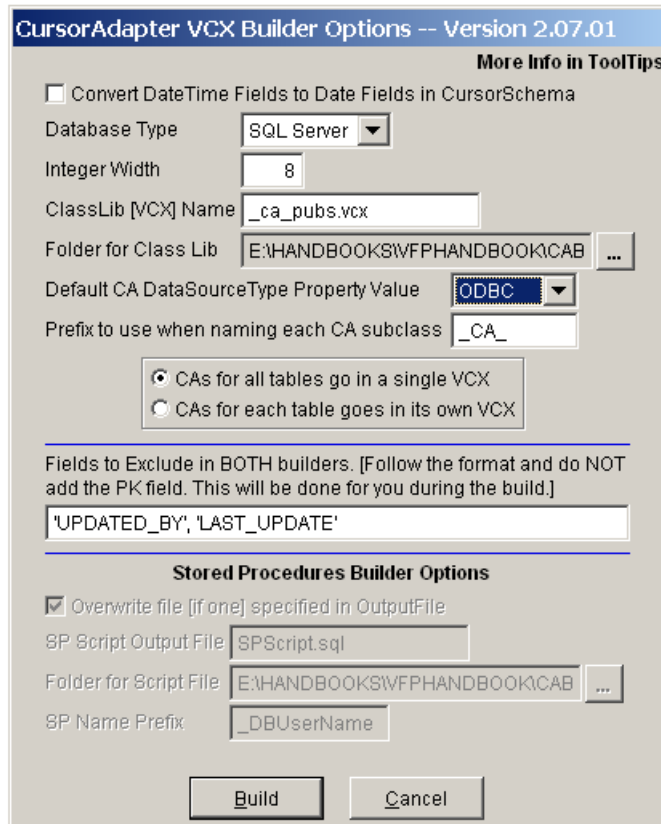 CursorAdapter VCX Builder Options -- Version 2.07.01
More Info in ToolTips
Convert DateTime Fields to Date Fields in CursorSchema
Database Type SQL Server
Integer Width 8
ClassLib [VCX] Name _ca_pubs.vcx
Folder for Class Lib E:\HANDBOOKS\VFPHANDBOOK\CAB ...
Default CA DataSourceType Property Value ODBC
Prefix to use when naming each CA subclass _CA_
CAs for all tables go in a single VCX
CAs for each table goes in its own VCX
Fields to Exclude in BOTH builders. [Follow the format and do NOT
add the PK field. This will be done for you during the build.]
'UPDATED_BY', 'LAST_UPDATE'
Stored Procedures Builder Options
Overwrite file [if one] specified in OutputFile
SP Script Output File SPScript.sql
Folder for Script File E:\HANDBOOKS\VFPHANDBOOK\CAB ...
SP Name Prefix _DBUserName
Build Cancel